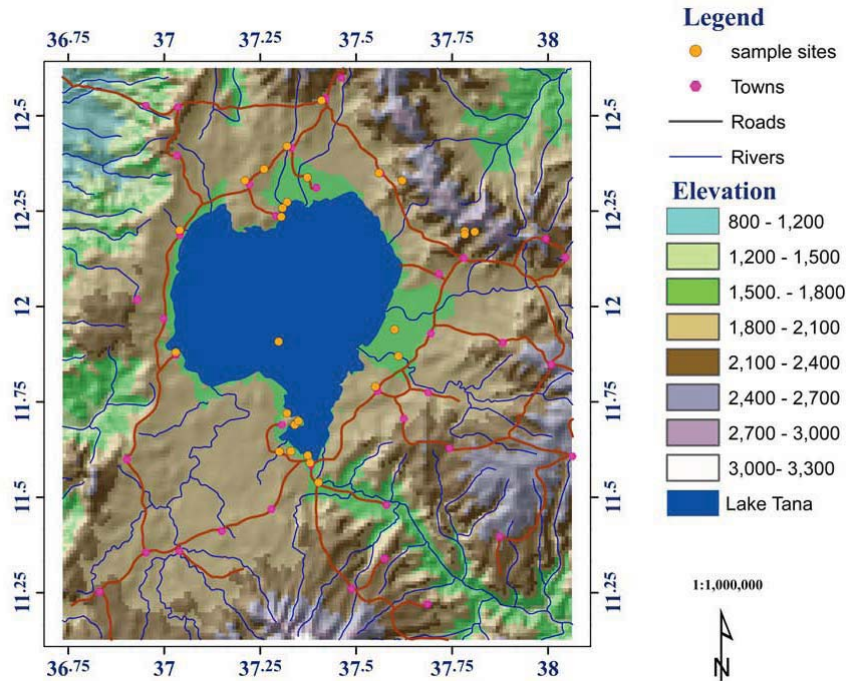 Legend
sample sites
Towns
Roads
Rivers
Elevation
800 - 1,200
1,200 - 1,500
1,500. - 1,800
1,800 - 2,100
2,100 - 2,400
2,400 - 2,700
2,700 - 3,000
3,000- 3,300
Lake Tana
1:1,000,000
N
36.75 37 37.25 37.5 37.75 38
12.5 12.5
12.25 12.25
12 12
11.75 11.75
11.5 11.5
11.25 11.25
36.75 37 37.25 37.5 37.75 38